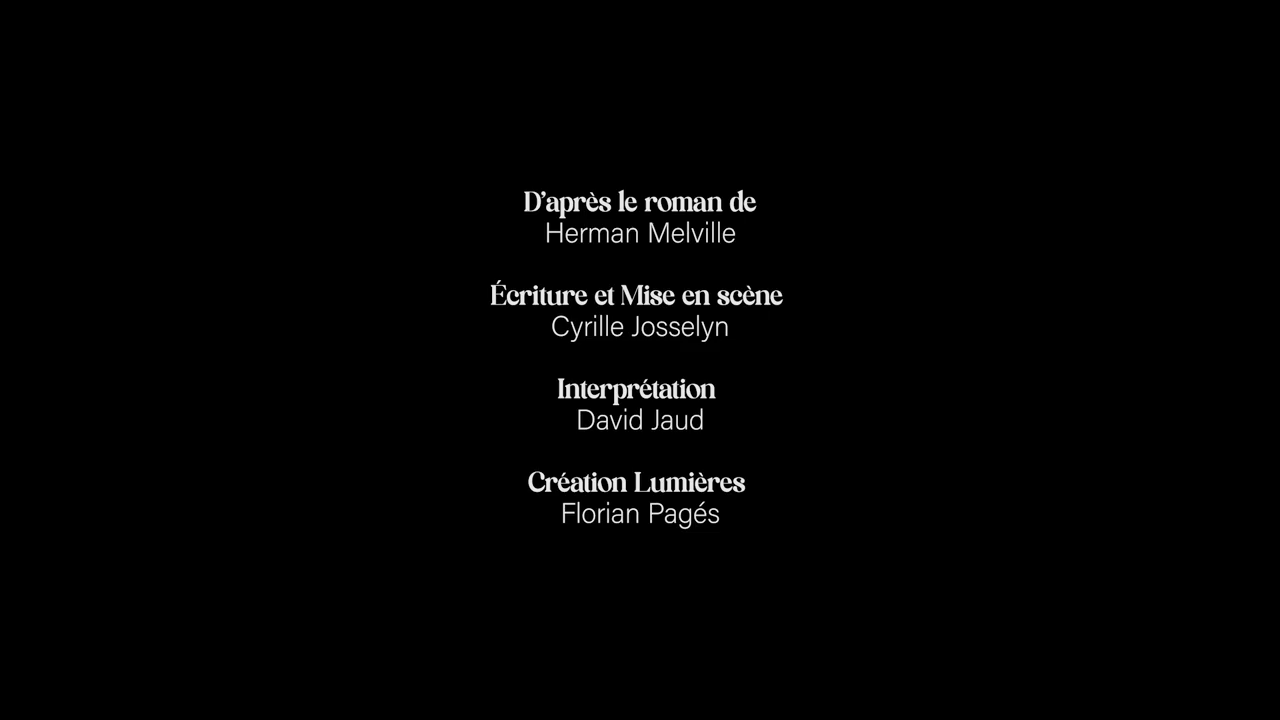 D'après le roman de
Herman Melville
Écriture et Mise en scène
Cyrille Josselyn
Interprétation
David Jaud
Création Lumières
Florian Pagés